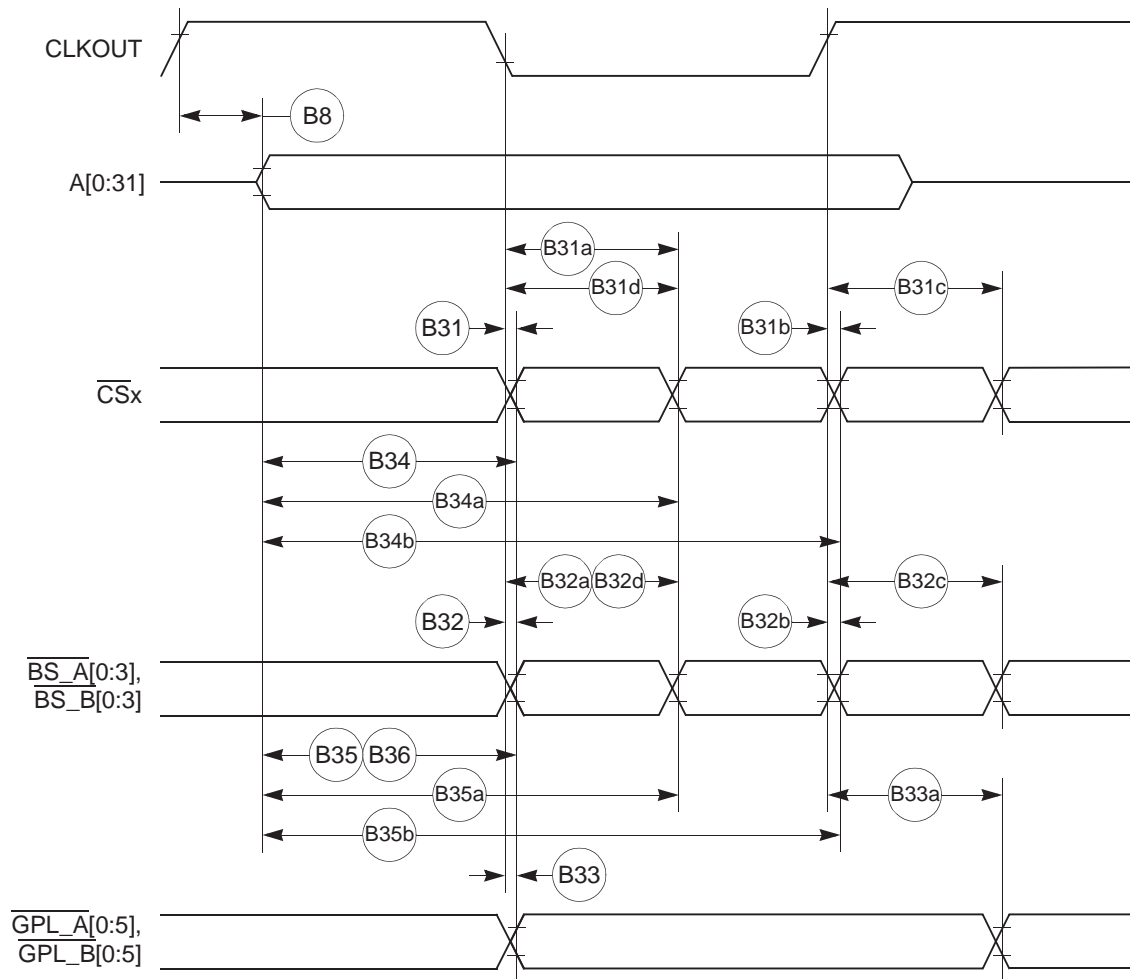 CLKOUT
B8
A[0:31]
B31a
B31d
B31c
B31
B31b
CSx
B34
B34a
B34b
B32a B32d
B32c
B32
B32b
BS_A[0:3],
BS_B[0:3]
B35 B36
B35a
B33a
B35b
B33
GPL_A[0:5],
GPL_B[0:5]